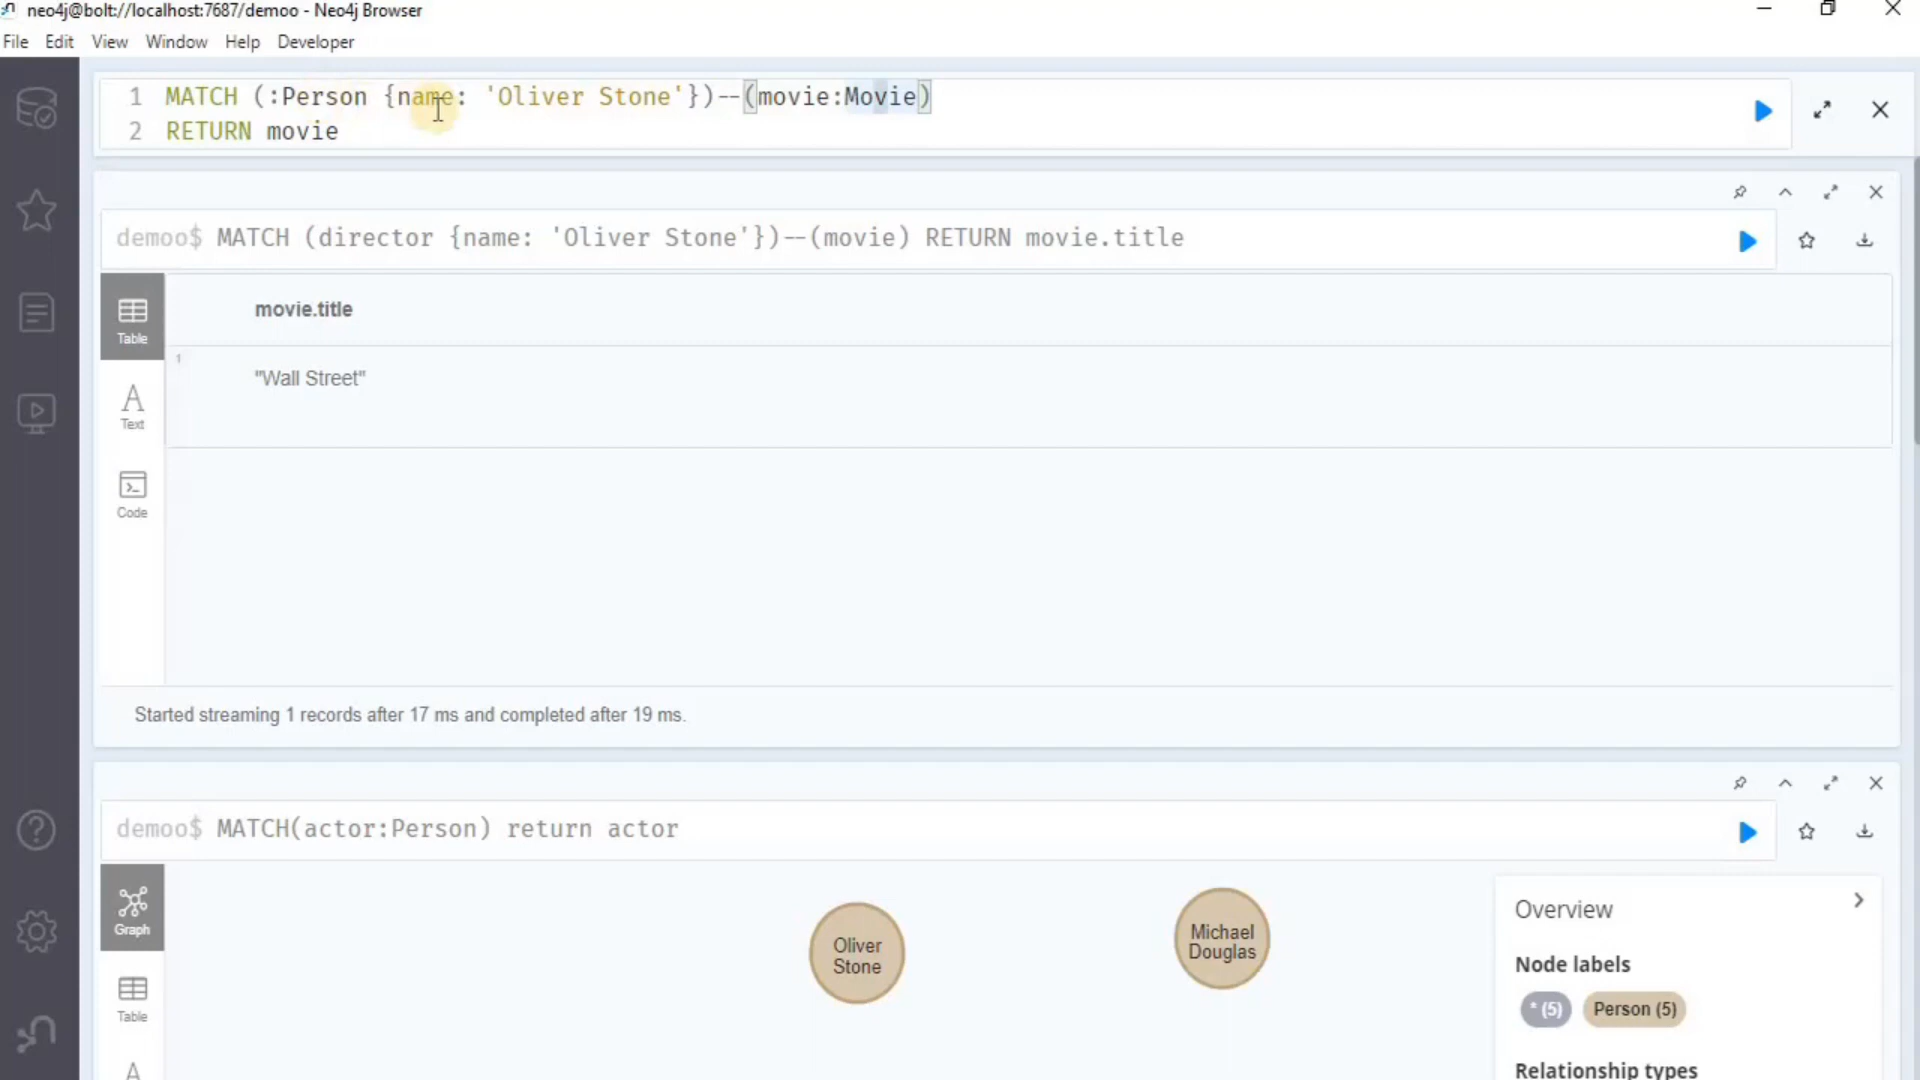 neo4j@bolt://localhost:7687/demoo - Neo4j Browser
File Edit View Window Help Developer
1 MATCH (:Person {name: 'Oliver Stone'})--(movie:Movie)
2 RETURN movie
demoo$ MATCH (director {name: 'Oliver Stone'})--(movie) RETURN movie.title
movie.title
Table
1
"Wall Street"
Text
Code
Started streaming 1 records after 17 ms and completed after 19 ms.
demoo$ MATCH(actor:Person) return actor
Graph
Table
A
Oliver
Stone
Michael
Douglas
Overview
Node labels
* (5) Person (5)
Relationship types